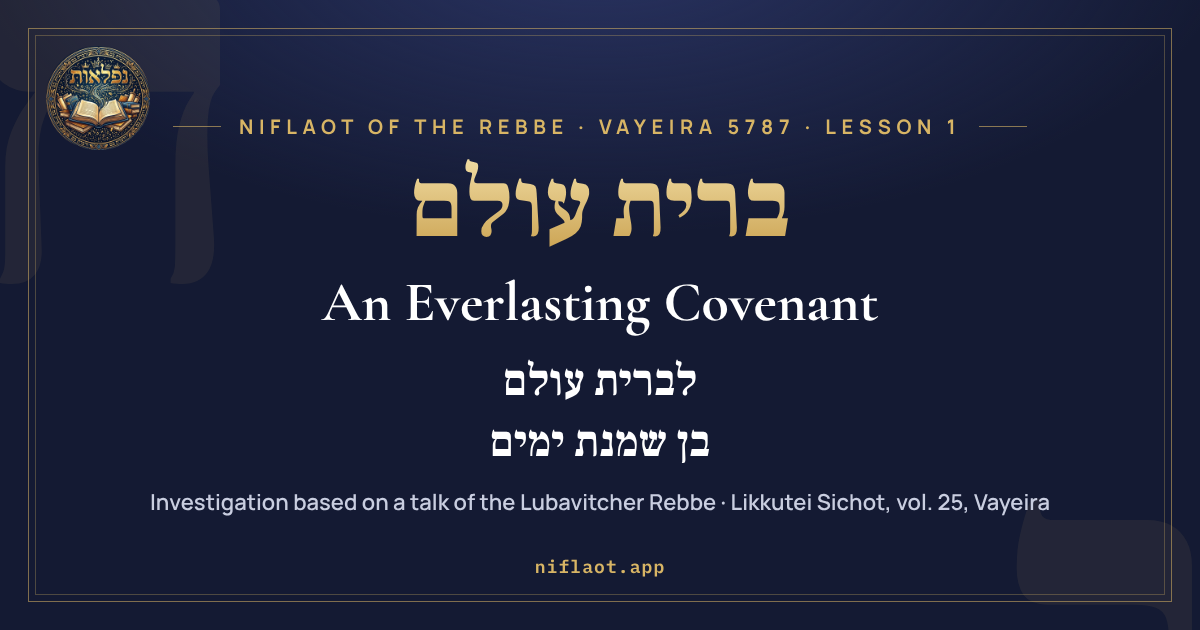 נפלאות
NIFLAOT OF THE REBBE · VAYEIRA 5787 · LESSON 1
ברית עולם
An Everlasting Covenant
לברית עולם
בן שמנת ימים
Investigation based on a talk of the Lubavitcher Rebbe · Likkutei Sichot, vol. 25, Vayeira
niflaot.app